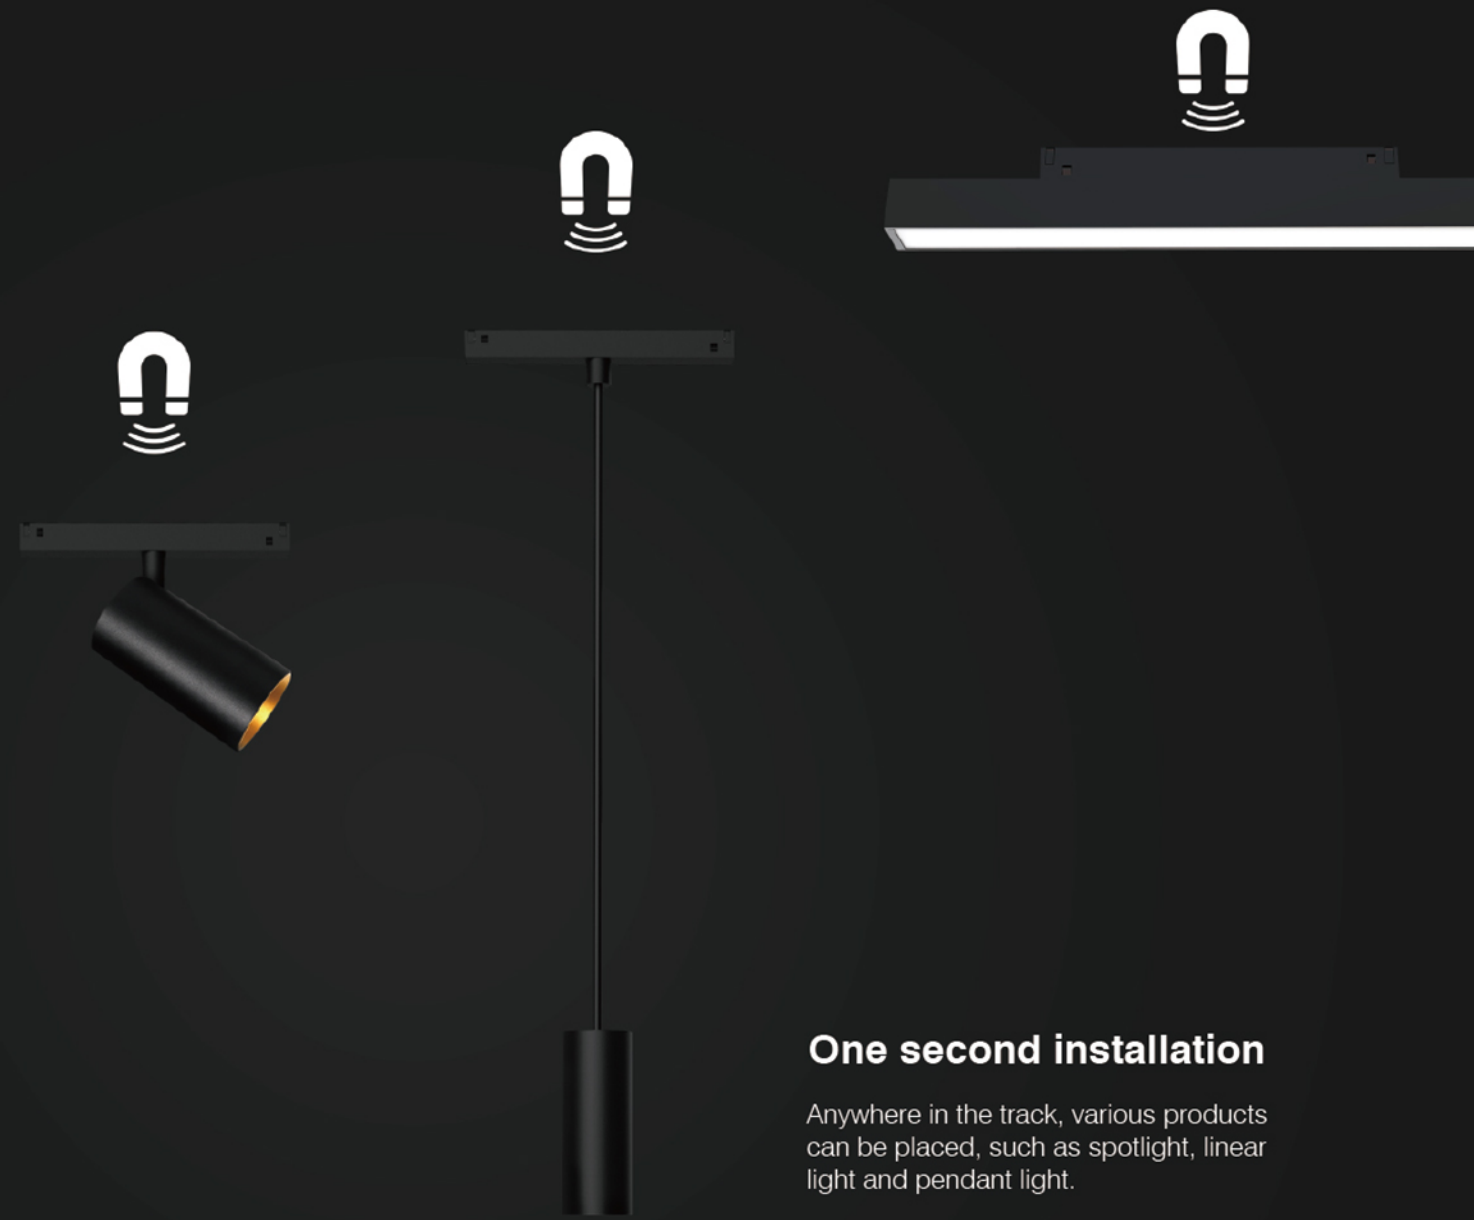 One second installation
Anywhere in the track, various products
can be placed, such as spotlight, linear
light and pendant light.